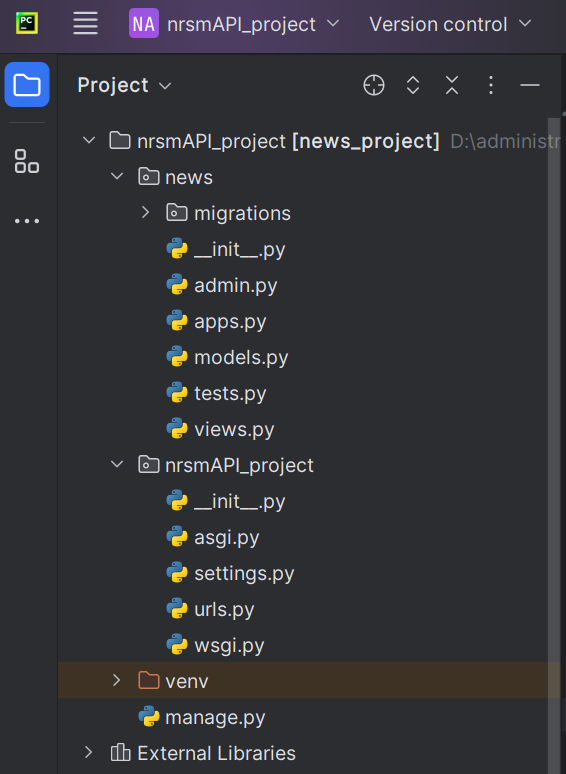 PC
NA nrsmAPI_project Version control
Project
nrsmAPI_project [news_project] D:\administr
news
migrations
__init__.py
admin.py
apps.py
models.py
tests.py
views.py
nrsmAPI_project
__init__.py
asgi.py
settings.py
urls.py
wsgi.py
venv
manage.py
External Libraries